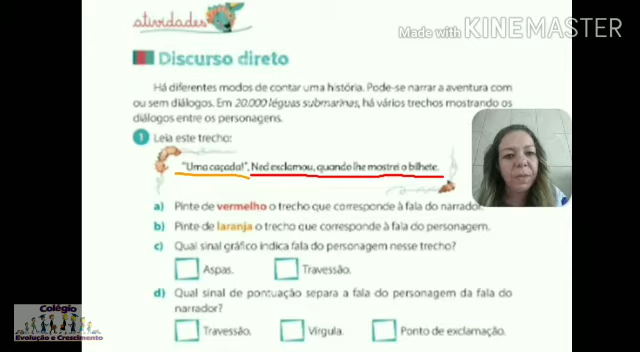 atividades
Made with KINEMASTER
Discurso direto
Há diferentes modos de contar uma história. Pode-se narrar a aventura com
ou sem diálogos. Em 20.000 léguas submarinas, há vários trechos mostrando os
diálogos entre os personagens.
1 Leia este trecho:
"Uma caçada!", Ned exclamou, quando lhe mostrei o bilhete.
a) Pinte de vermelho o trecho que corresponde à fala do narrador.
b) Pinte de laranja o trecho que corresponde à fala do personagem.
c) Qual sinal gráfico indica fala do personagem nesse trecho?
Aspas. Travessão.
d) Qual sinal de pontuação separa a fala do personagem da fala do
narrador?
Travessão. Vírgula. Ponto de exclamação.
Colégio
Evolução e Crescimento